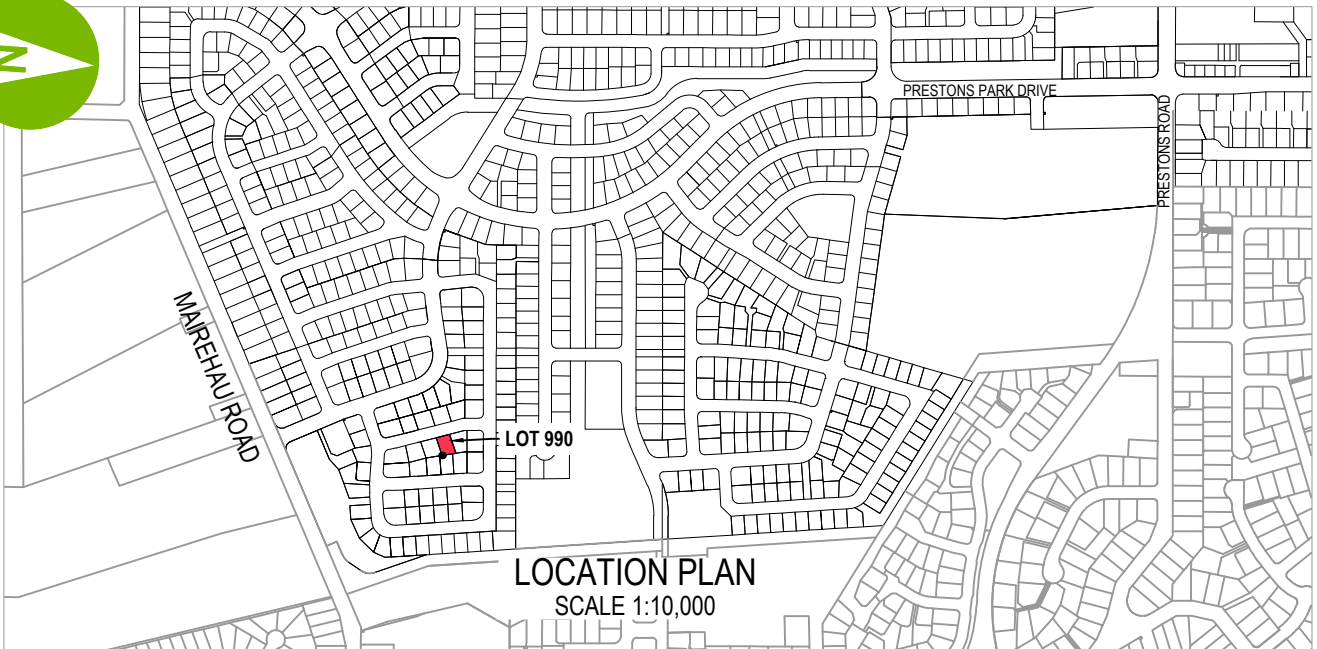 N
PRESTONS PARK DRIVE
PRESTONS ROAD
MAIREHAU ROAD
LOT 990
LOCATION PLAN
SCALE 1:10,000